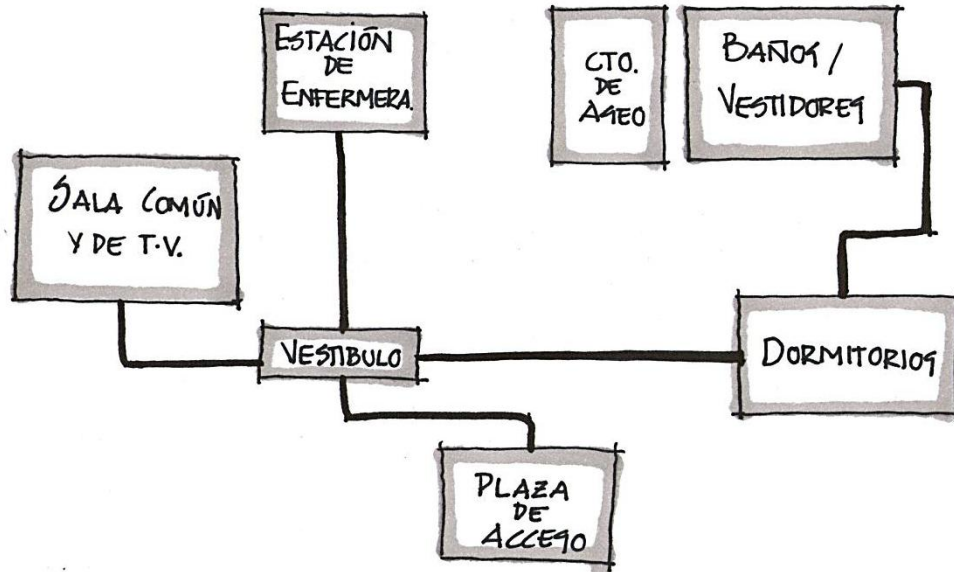 ESTACIÓN
DE
ENFERMERA.
CTO.
DE
ASEO
BAÑOS /
VESTIDORES
SALA COMÚN
Y DE T.V.
VESTIBULO
DORMITORIOS
PLAZA
DE
ACCESO